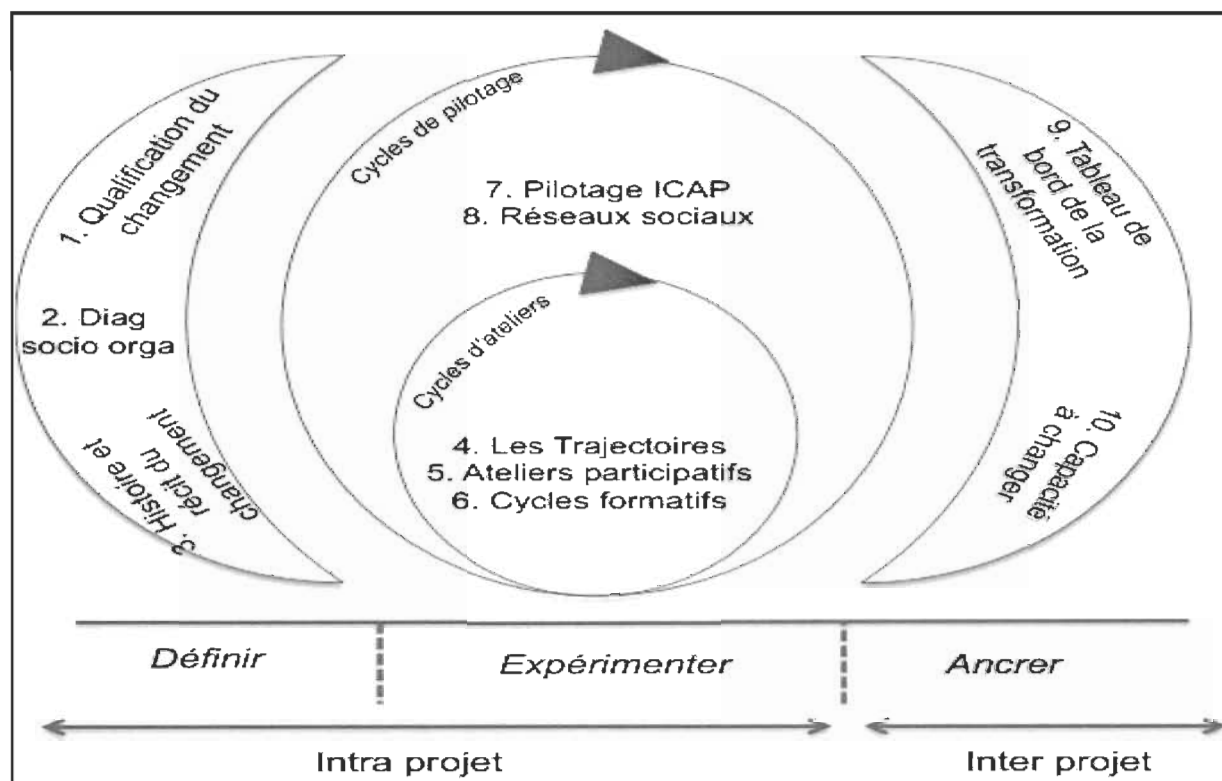 1. Qualification du
changement
2. Diag
socio orga
3. Histoire et
récit du
changement
Cycles de pilotage
7. Pilotage ICAP
8. Réseaux sociaux
Cycles d'ateliers
4. Les Trajectoires
5. Ateliers participatifs
6. Cycles formatifs
9. Tableau de
bord de la
transformation
10. Capacité
à changer
Définir
Expérimenter
Ancrer
Intra projet
Inter projet